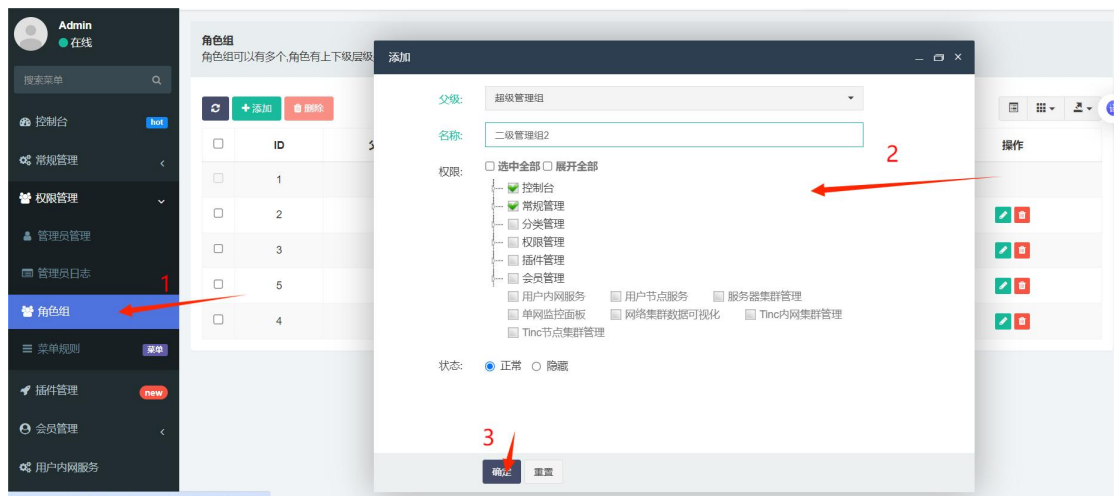 Admin
在线
搜索菜单
控制台 hot
常规管理
权限管理
管理员管理
管理员日志
角色组
菜单规则 菜单
插件管理 new
会员管理
用户内网服务
1
角色组
角色组可以有多个,角色有上下级层级
添加 删除
ID 操作
1
2
3
5
4
添加
父级: 超级管理组
名称: 二级管理组2
权限: 选中全部 展开全部
控制台
常规管理
分类管理
权限管理
插件管理
会员管理
用户内网服务 用户节点服务 服务器集群管理
单网监控面板 网络集群数据可视化 Tinc内网集群管理
Tinc节点集群管理
状态: 正常 隐藏
2
3
确定 重置